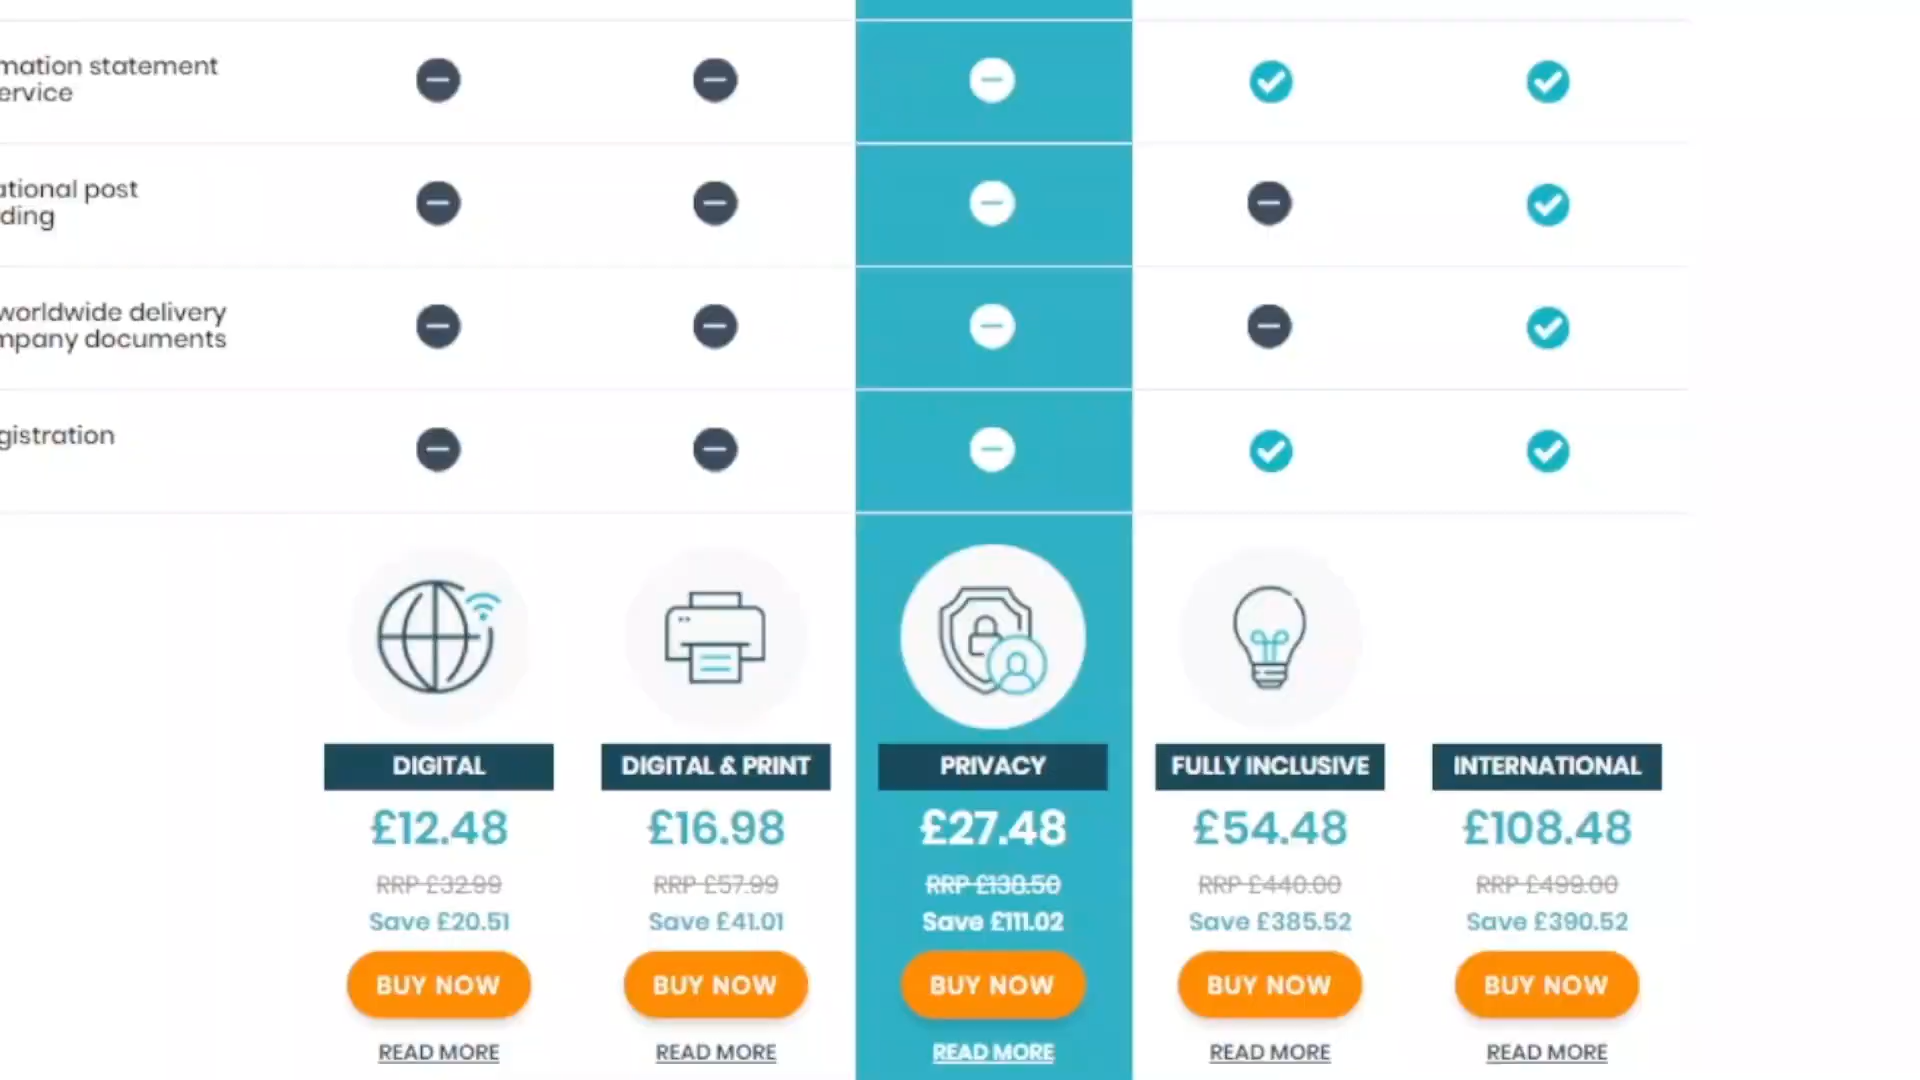 mation statement
ervice
ational post
ding
worldwide delivery
mpany documents
gistration
DIGITAL
DIGITAL & PRINT
PRIVACY
FULLY INCLUSIVE
INTERNATIONAL
£12.48
£16.98
£27.48
£54.48
£108.48
RRP £32.99
RRP £57.99
RRP £138.50
RRP £440.00
RRP £499.00
Save £20.51
Save £41.01
Save £111.02
Save £385.52
Save £390.52
BUY NOW
BUY NOW
BUY NOW
BUY NOW
BUY NOW
READ MORE
READ MORE
READ MORE
READ MORE
READ MORE